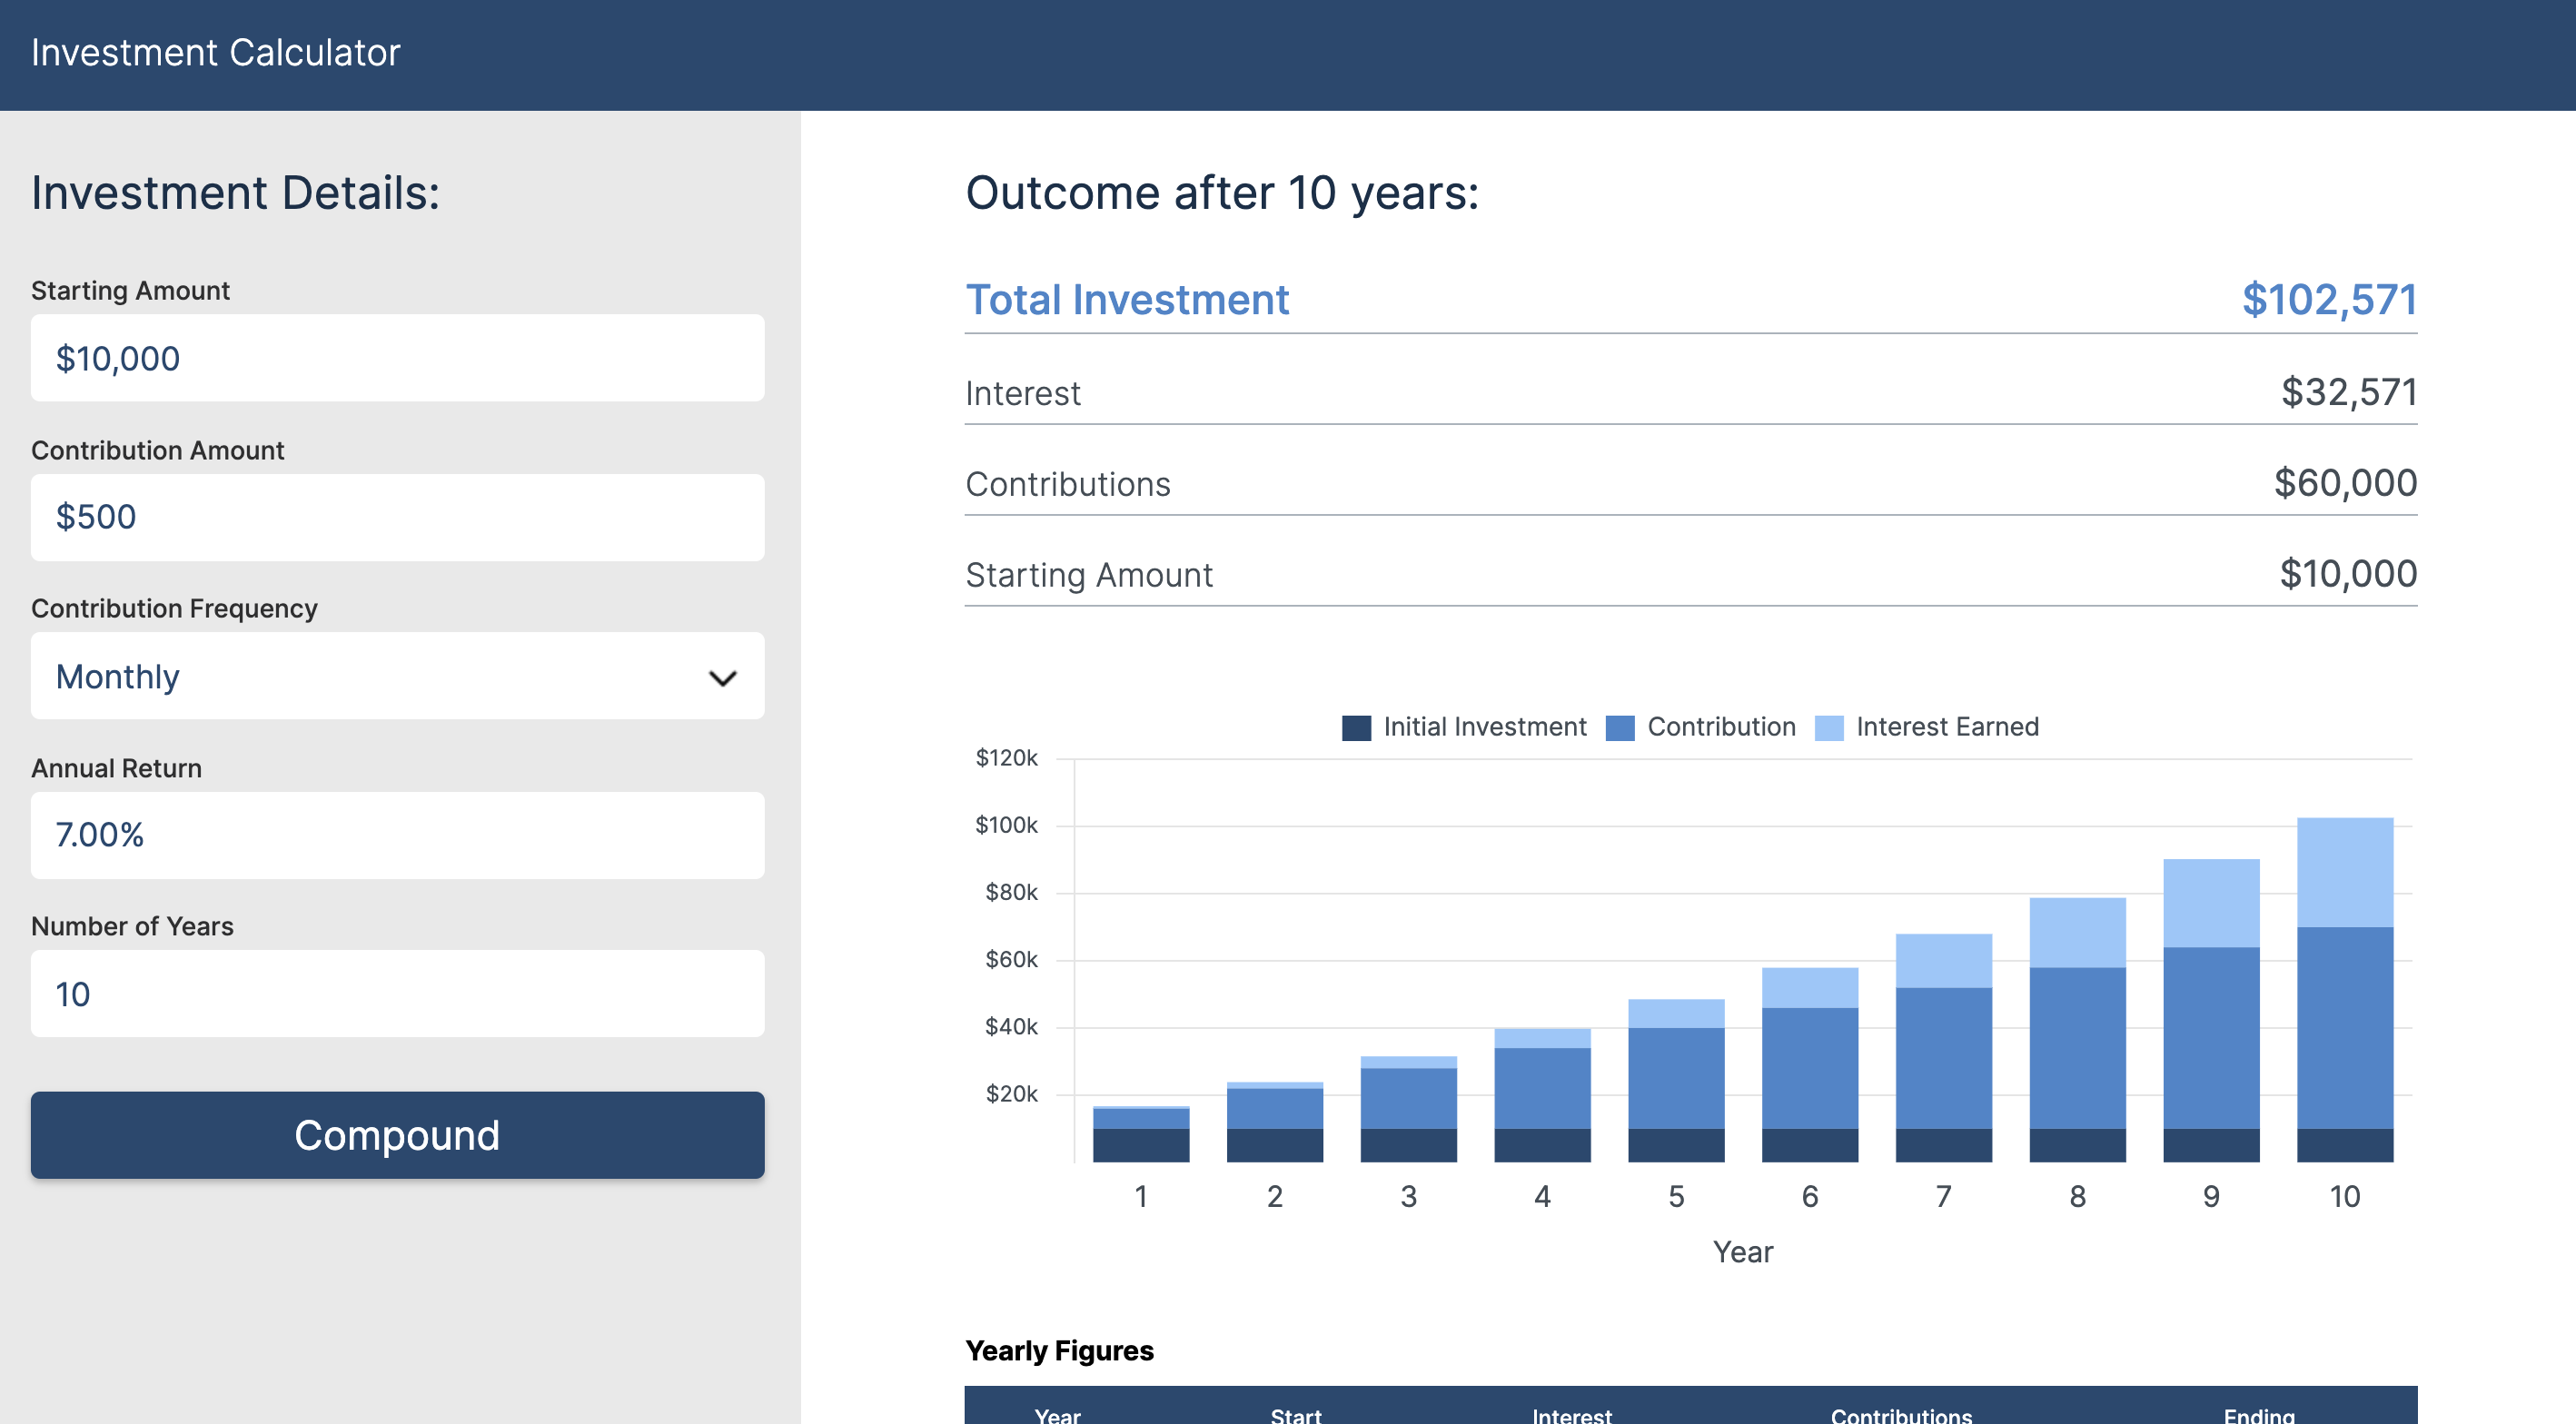 Investment Calculator
Investment Details:
Starting Amount
$10,000
Contribution Amount
$500
Contribution Frequency
Monthly
Annual Return
7.00%
Number of Years
10
Compound
Outcome after 10 years:
Total Investment $102,571
Interest $32,571
Contributions $60,000
Starting Amount $10,000
Initial Investment Contribution Interest Earned
$120k
$100k
$80k
$60k
$40k
$20k
1 2 3 4 5 6 7 8 9 10
Year
Yearly Figures
Year Start Interest Contributions Ending